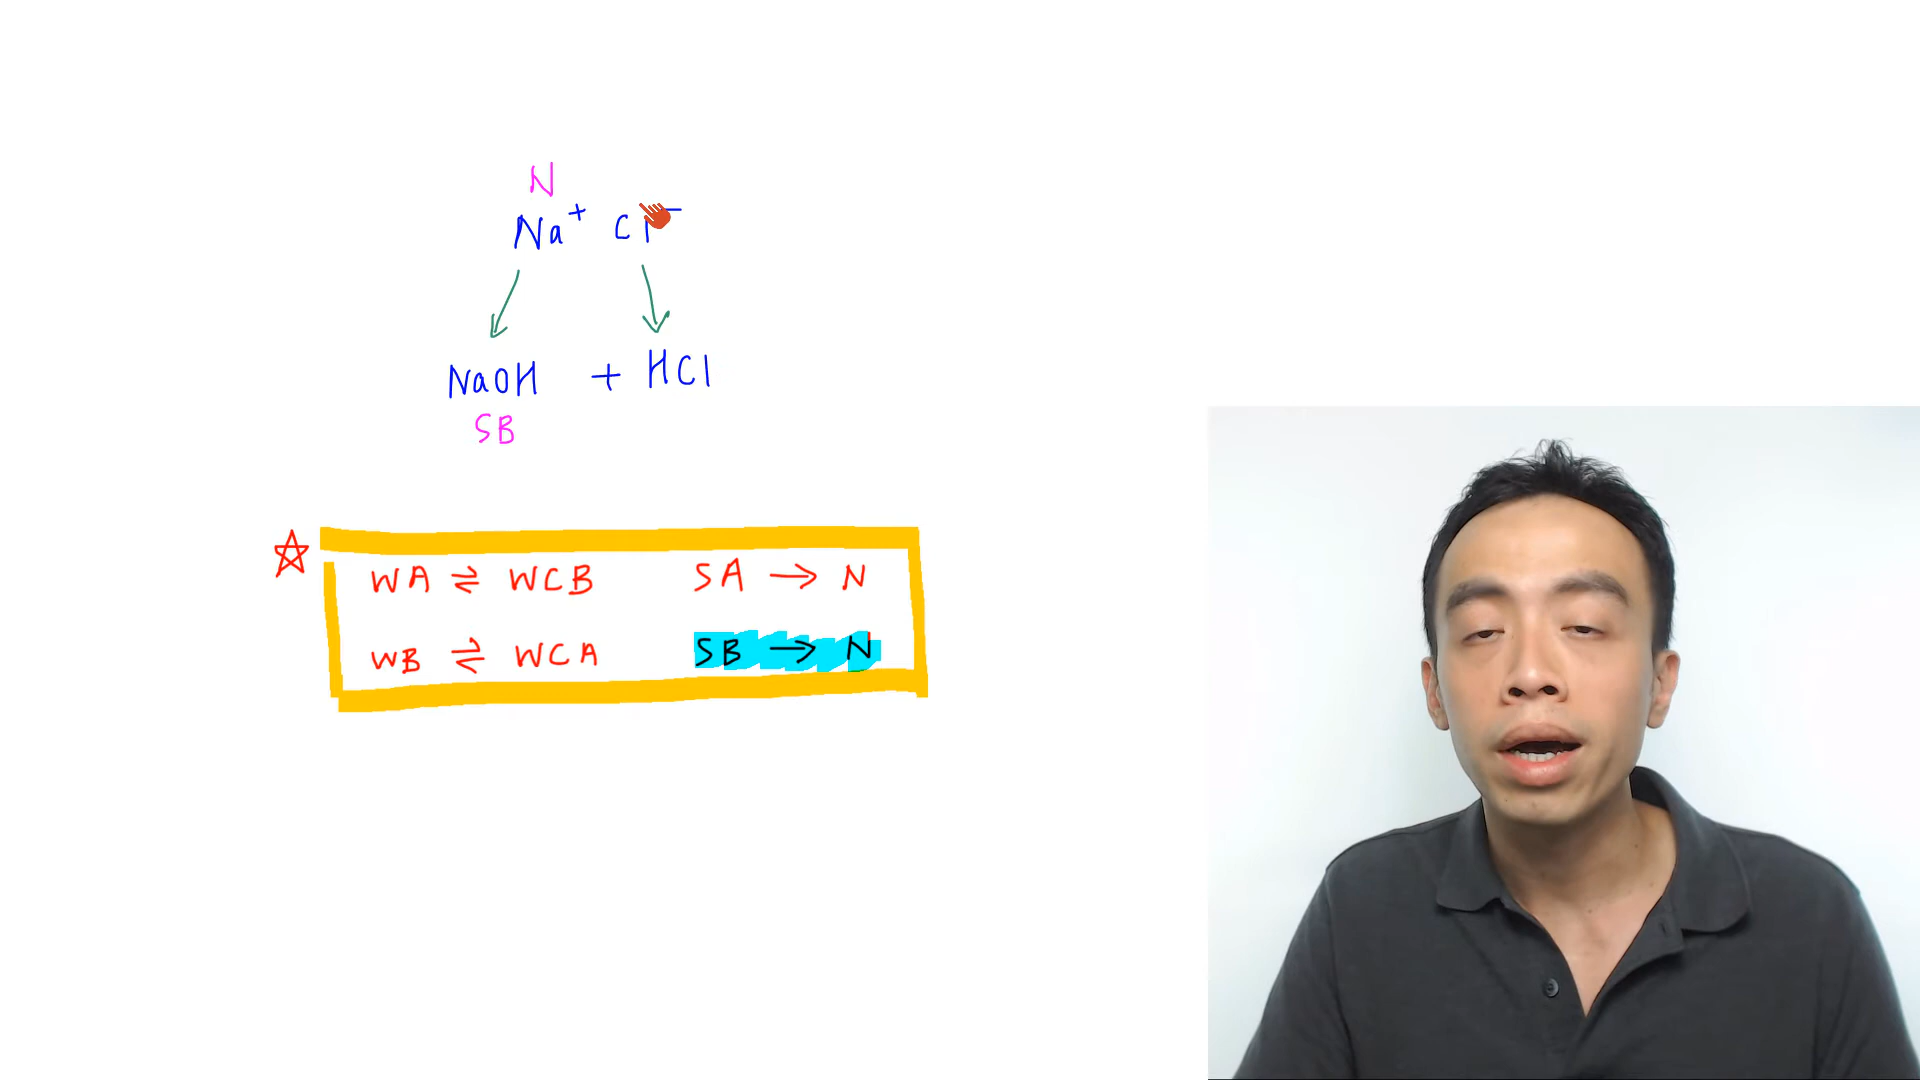 N
Na⁺ Cl⁻
NaOH + HCl
SB
WA ⇌ WCB SA → N
WB ⇌ WCA SB → N